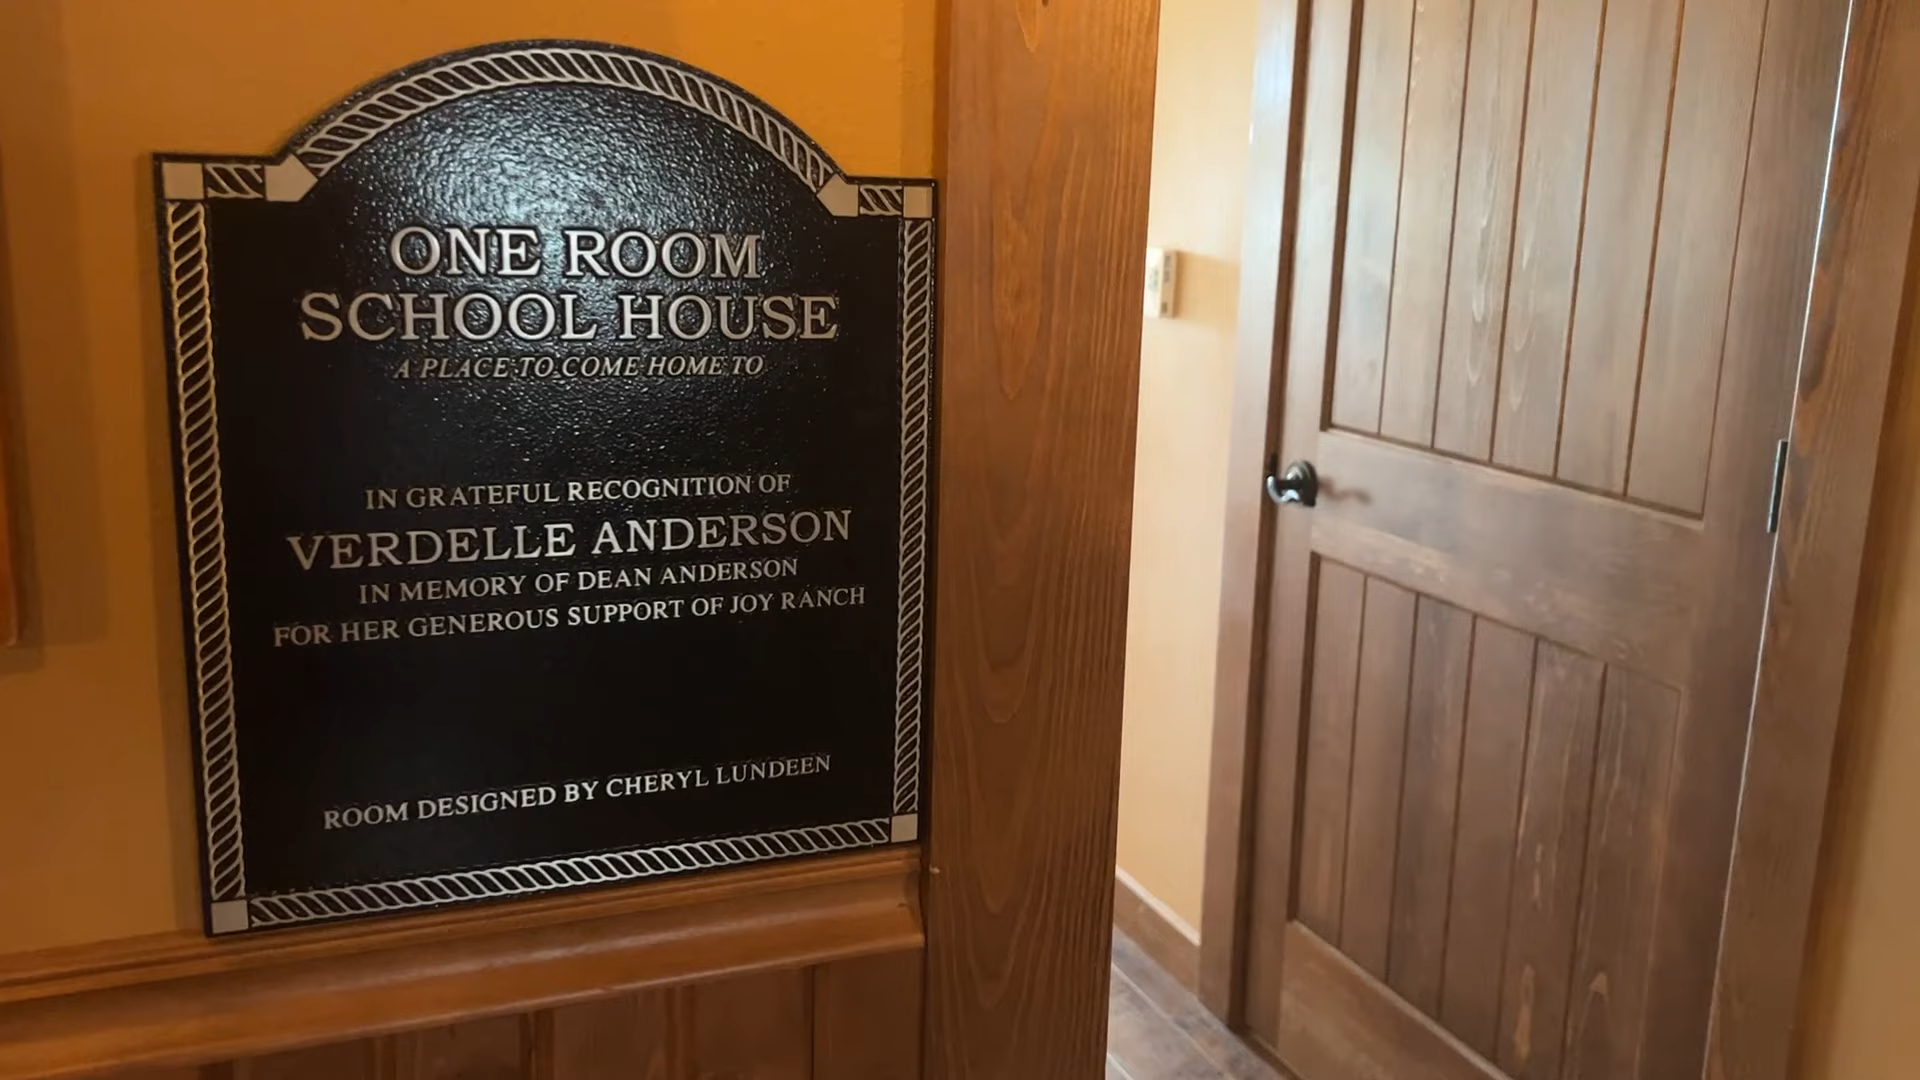 ONE ROOM
SCHOOL HOUSE
A PLACE TO COME HOME TO
IN GRATEFUL RECOGNITION OF
VERDELLE ANDERSON
IN MEMORY OF DEAN ANDERSON
FOR HER GENEROUS SUPPORT OF JOY RANCH
ROOM DESIGNED BY CHERYL LUNDEEN